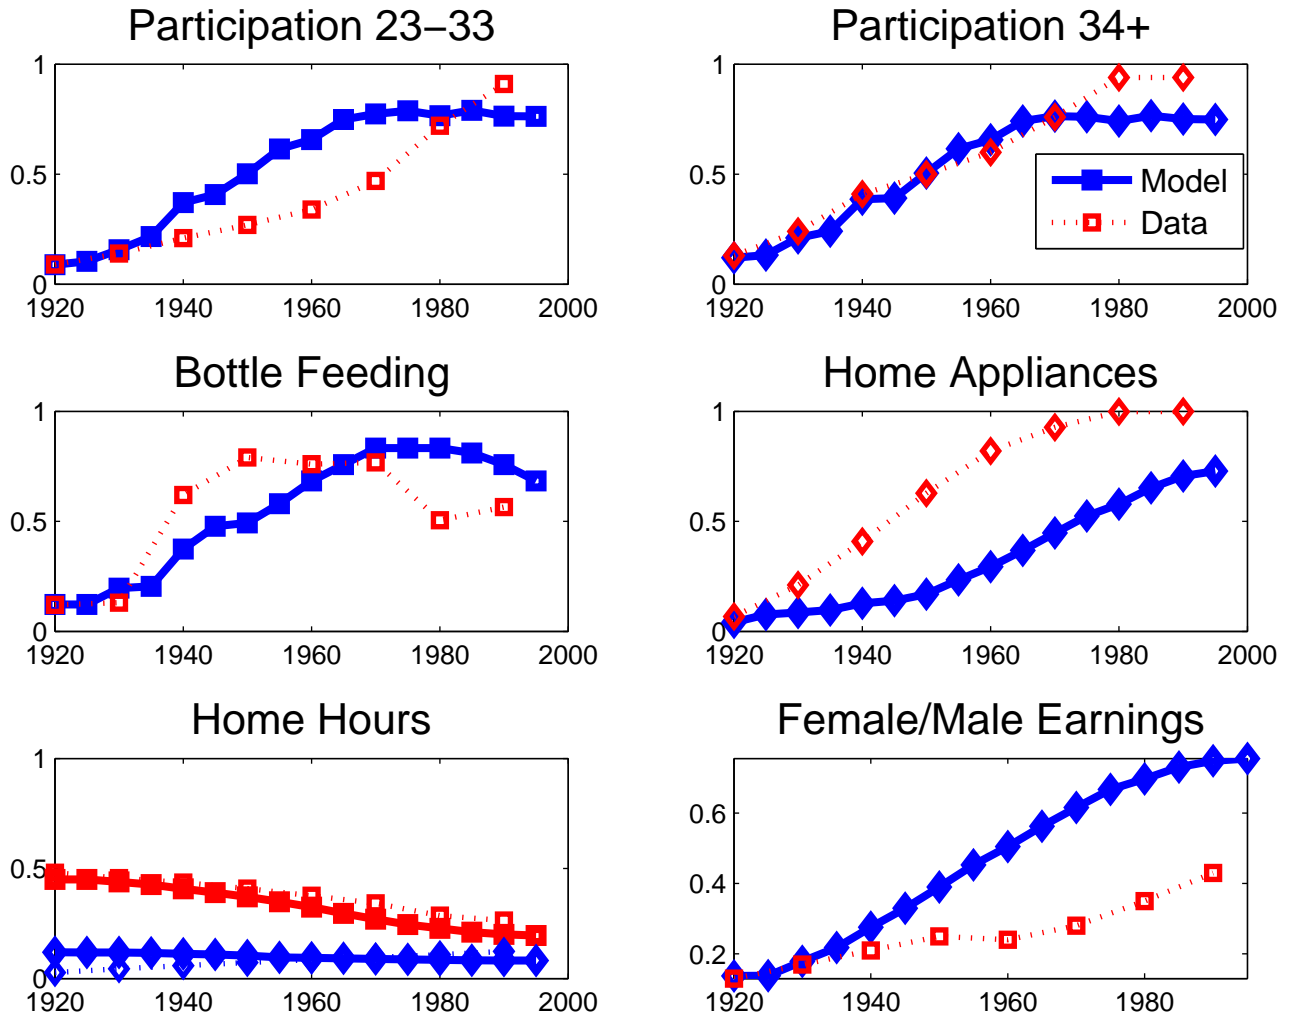 Participation 23−33
1
0.5
0
1920 1940 1960 1980 2000
Participation 34+
1
0.5
0
1920 1940 1960 1980 2000
Model
Data
Bottle Feeding
1
0.5
0
1920 1940 1960 1980 2000
Home Appliances
1
0.5
0
1920 1940 1960 1980 2000
Home Hours
1
0.5
0
1920 1940 1960 1980 2000
Female/Male Earnings
0.6
0.4
0.2
1920 1940 1960 1980